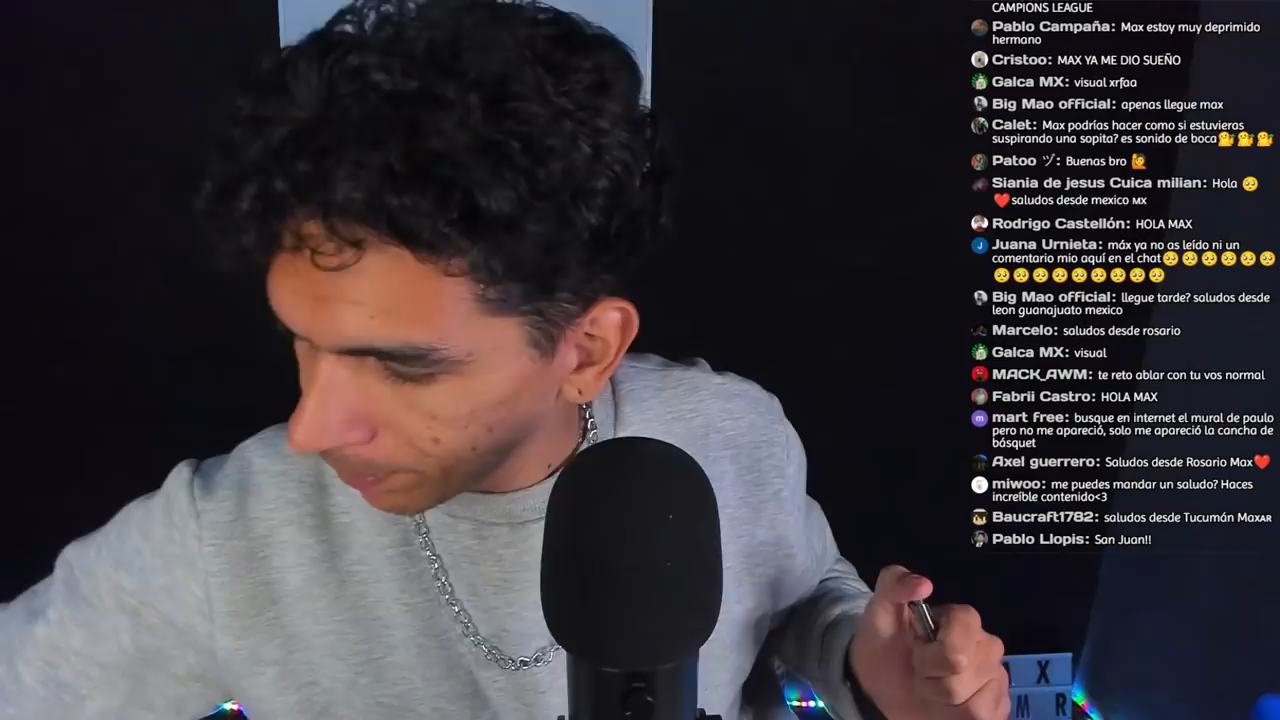 CAMPIONS LEAGUE
Pablo Campaña: Max estoy muy deprimido
hermano
Cristoo: MAX YA ME DIO SUEÑO
Galca MX: visual xrfaa
Big Mao official: apenas llegue max
Calet: Max podrías hacer como si estuvieras
suspirando una sopita? es sonido de boca🥳🥳🥳
Patoo ヅ: Buenas bro 🙋
Siania de jesus Cuica milian: Hola 🥺
❤️saludos desde mexico MX
Rodrigo Castellón: HOLA MAX
J Juana Urnieta: máx ya no as leído ni un
comentario mio aquí en el chat🥺🥺🥺🥺🥺🥺
🥺🥺🥺🥺🥺🥺🥺🥺🥺
Big Mao official: llegue tarde? saludos desde
leon guanajuato mexico
Marcelo: saludos desde rosario
Galca MX: visual
MACK_AWM: te reto ablar con tu vos normal
Fabrii Castro: HOLA MAX
m mart free: busque en internet el mural de paulo
pero no me apareció, solo me apareció la cancha de
básquet
Axel guerrero: Saludos desde Rosario Max❤️
miwoo: me puedes mandar un saludo? Haces
increíble contenido<3
Baucraft1782: saludos desde Tucumán MaxAR
Pablo Llopis: San Juan!!
X
M R